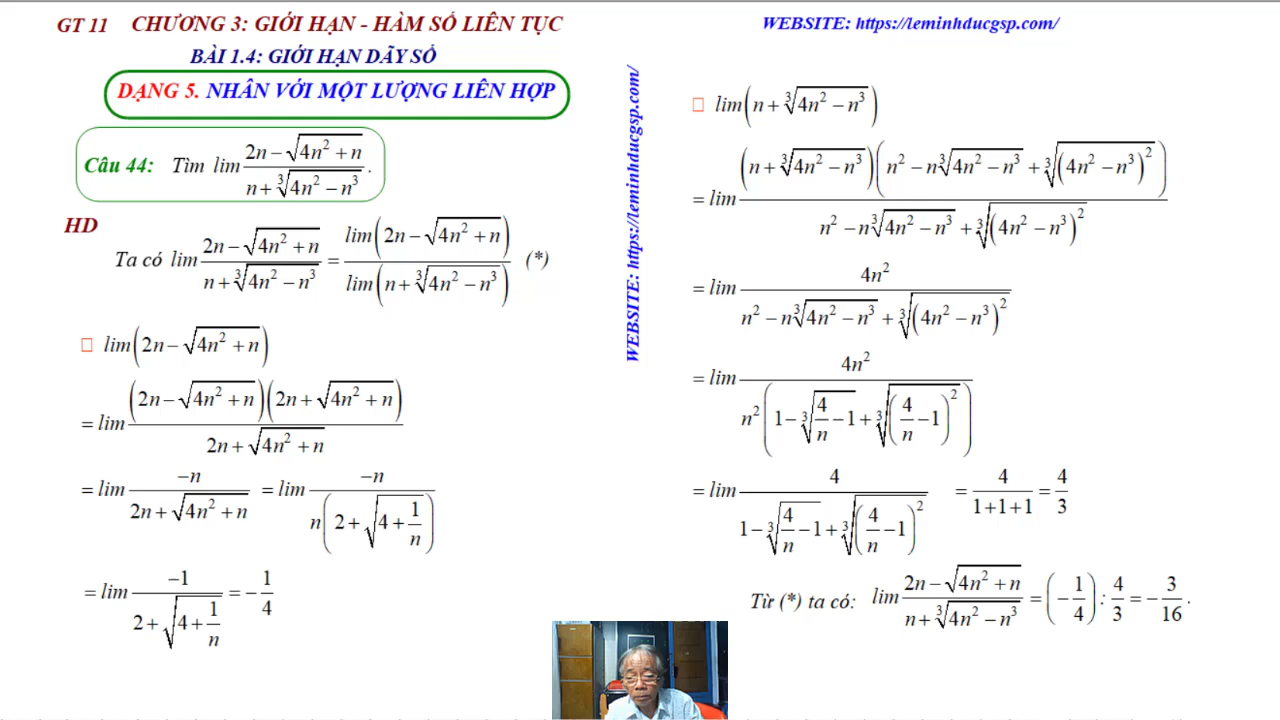 GT 11 CHƯƠNG 3: GIỚI HẠN - HÀM SỐ LIÊN TỤC
BÀI 1.4: GIỚI HẠN DÃY SỐ
DẠNG 5. NHÂN VỚI MỘT LƯỢNG LIÊN HỢP
Câu 44: Tìm lim (2n − √(4n² + n)) / (n + ∛(4n² − n³)).
HD
Ta có lim (2n − √(4n² + n)) / (n + ∛(4n² − n³)) = lim(2n − √(4n² + n)) / lim(n + ∛(4n² − n³)) (*)
lim(2n − √(4n² + n))
= lim (2n − √(4n² + n))(2n + √(4n² + n)) / (2n + √(4n² + n))
= lim −n / (2n + √(4n² + n)) = lim −n / (n(2 + √(4 + 1/n)))
= lim −1 / (2 + √(4 + 1/n)) = −1/4
WEBSITE: https://leminhducgsp.com/
WEBSITE: https://leminhducgsp.com/
lim(n + ∛(4n² − n³))
= lim (n + ∛(4n² − n³))(n² − n∛(4n² − n³) + ∛((4n² − n³)²)) / (n² − n∛(4n² − n³) + ∛((4n² − n³)²))
= lim 4n² / (n² − n∛(4n² − n³) + ∛((4n² − n³)²))
= lim 4n² / (n²(1 − ∛(4/n − 1) + ∛((4/n − 1)²)))
= lim 4 / (1 − ∛(4/n − 1) + ∛((4/n − 1)²)) = 4/(1+1+1) = 4/3
Từ (*) ta có: lim (2n − √(4n² + n)) / (n + ∛(4n² − n³)) = (−1/4) : 4/3 = −3/16.